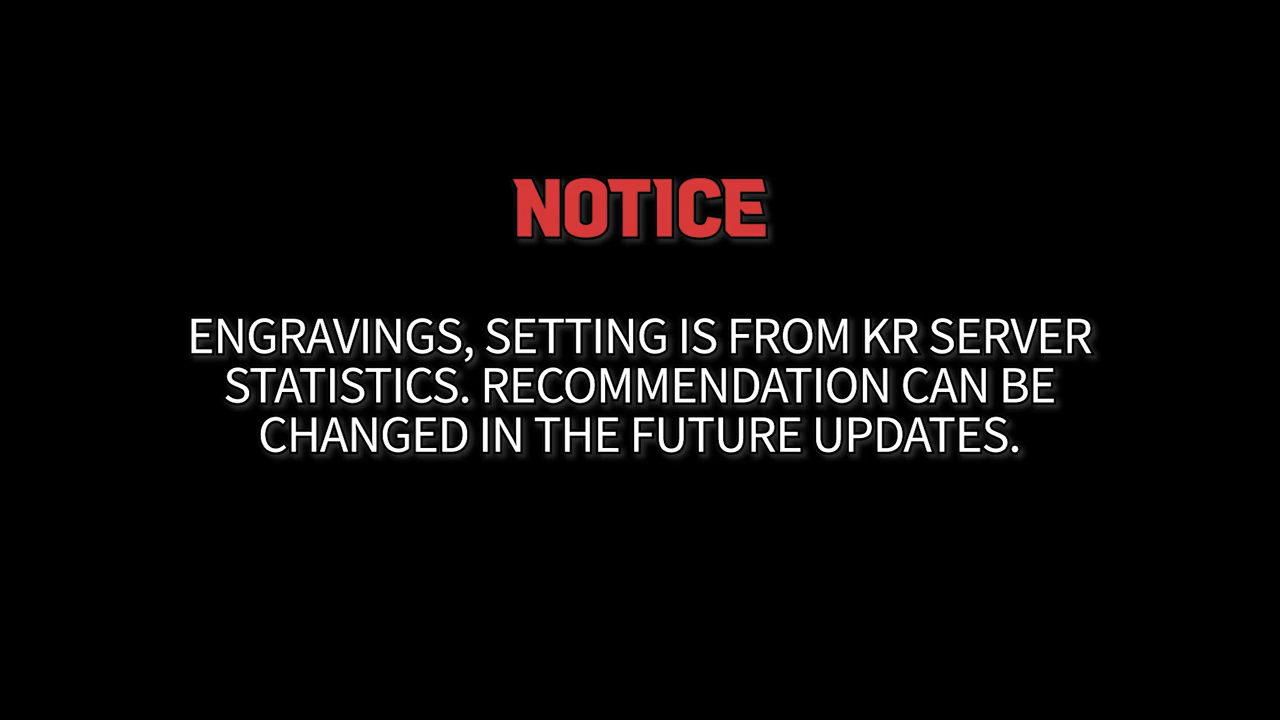 NOTICE
ENGRAVINGS, SETTING IS FROM KR SERVER
STATISTICS. RECOMMENDATION CAN BE
CHANGED IN THE FUTURE UPDATES.